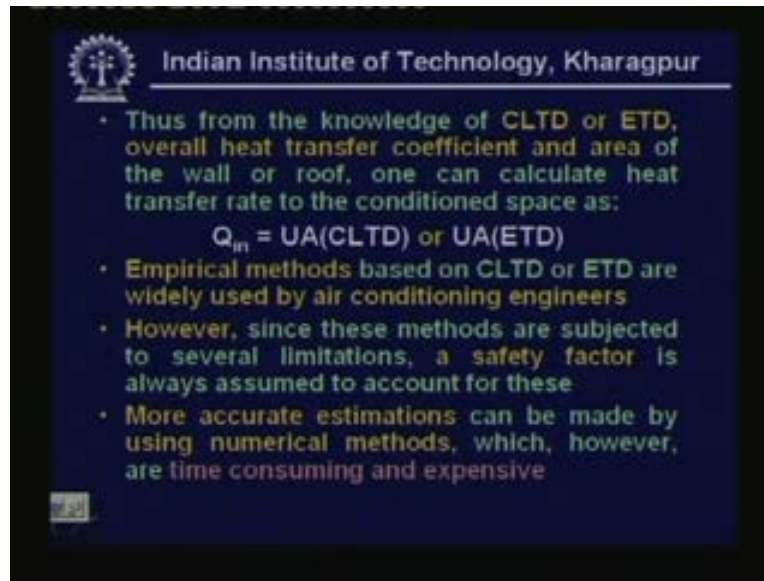 Indian Institute of Technology, Kharagpur
• Thus from the knowledge of CLTD or ETD,
overall heat transfer coefficient and area of
the wall or roof, one can calculate heat
transfer rate to the conditioned space as:
Qin = UA(CLTD) or UA(ETD)
• Empirical methods based on CLTD or ETD are
widely used by air conditioning engineers
• However, since these methods are subjected
to several limitations, a safety factor is
always assumed to account for these
• More accurate estimations can be made by
using numerical methods, which, however,
are time consuming and expensive